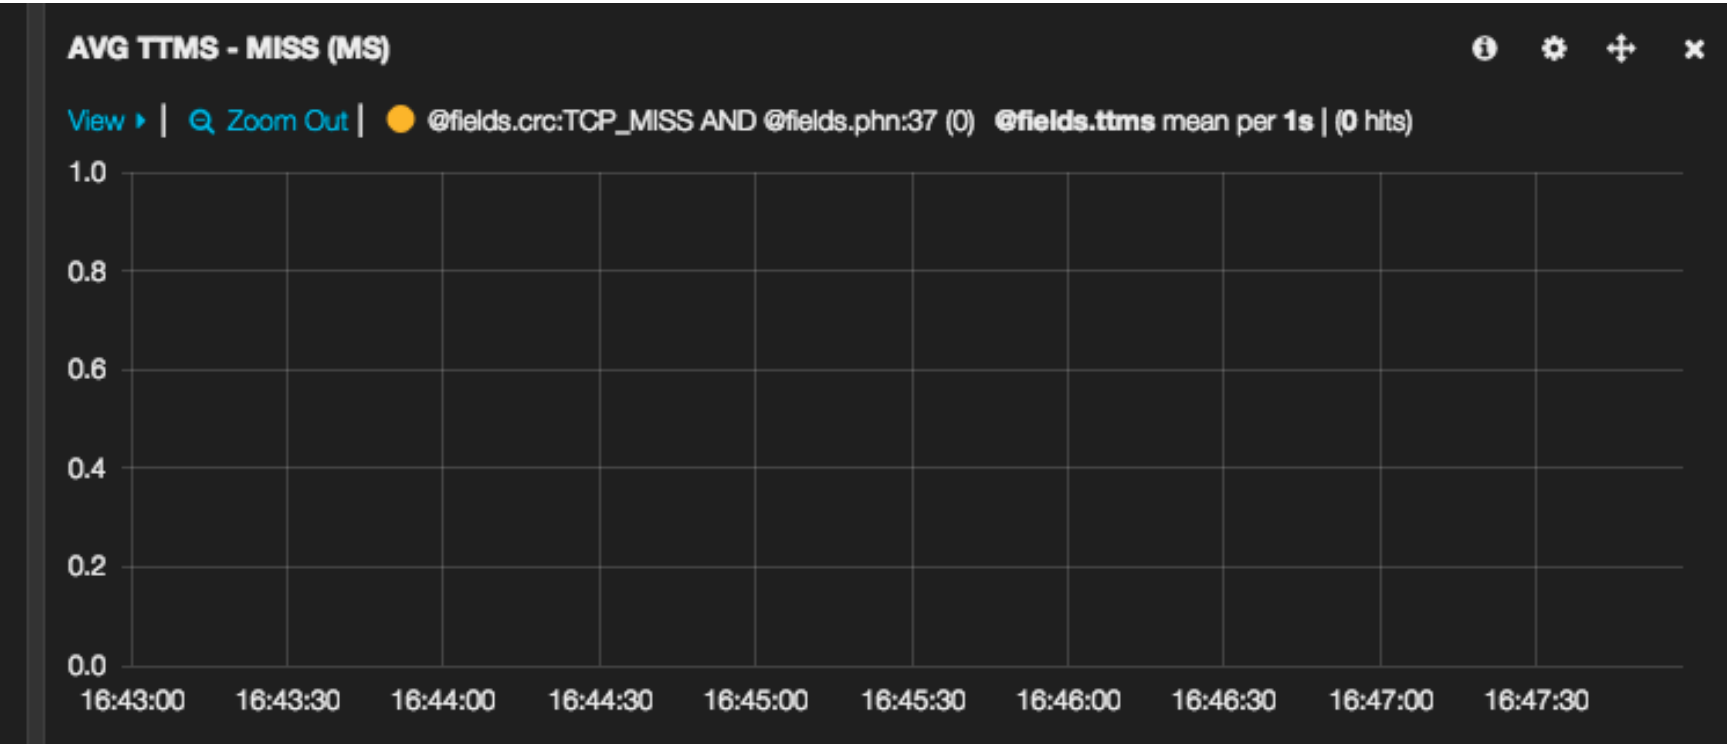 AVG TTMS - MISS (MS)
View | Zoom Out | @fields.crc:TCP_MISS AND @fields.phn:37 (0) @fields.ttms mean per 1s | (0 hits)
1.0
0.8
0.6
0.4
0.2
0.0
16:43:00 16:43:30 16:44:00 16:44:30 16:45:00 16:45:30 16:46:00 16:46:30 16:47:00 16:47:30